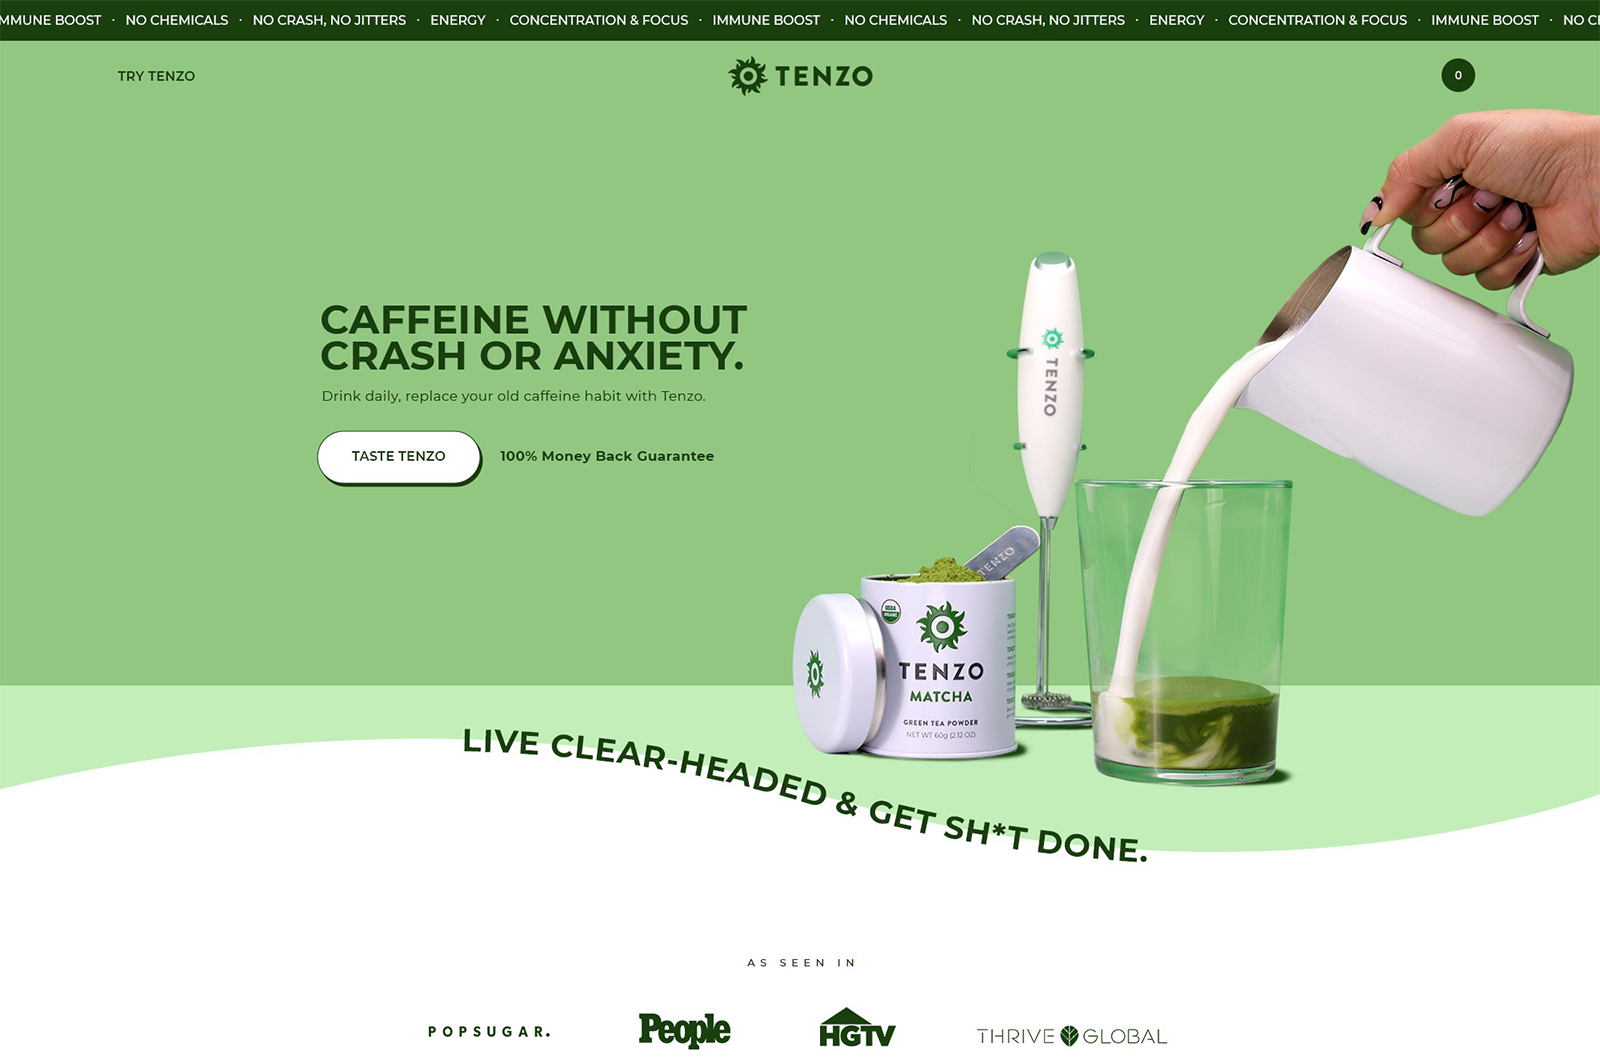 MMUNE BOOST · NO CHEMICALS · NO CRASH, NO JITTERS · ENERGY · CONCENTRATION & FOCUS · IMMUNE BOOST · NO CHEMICALS · NO CRASH, NO JITTERS · ENERGY · CONCENTRATION & FOCUS · IMMUNE BOOST · NO C
TRY TENZO
TENZO
0
CAFFEINE WITHOUT
CRASH OR ANXIETY.
Drink daily, replace your old caffeine habit with Tenzo.
TASTE TENZO
100% Money Back Guarantee
TENZO
TENZO
USDA
ORGANIC
TENZO
MATCHA
GREEN TEA POWDER
NET WT 60g (2.12 OZ)
LIVE CLEAR-HEADED & GET SH*T DONE.
AS SEEN IN
POPSUGAR.
People
HGTV
THRIVE GLOBAL